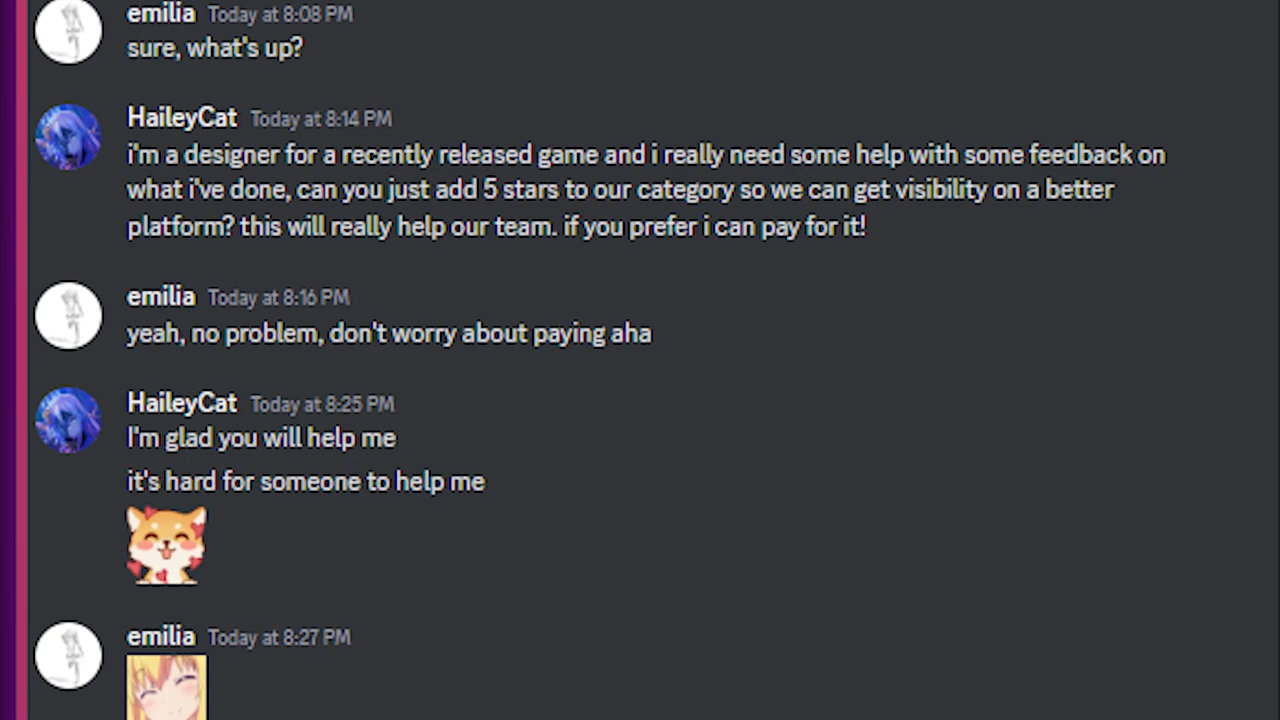 emilia Today at 8:08 PM
sure, what's up?
HaileyCat Today at 8:14 PM
i'm a designer for a recently released game and i really need some help with some feedback on
what i've done, can you just add 5 stars to our category so we can get visibility on a better
platform? this will really help our team. if you prefer i can pay for it!
emilia Today at 8:16 PM
yeah, no problem, don't worry about paying aha
HaileyCat Today at 8:25 PM
I'm glad you will help me
it's hard for someone to help me
emilia Today at 8:27 PM